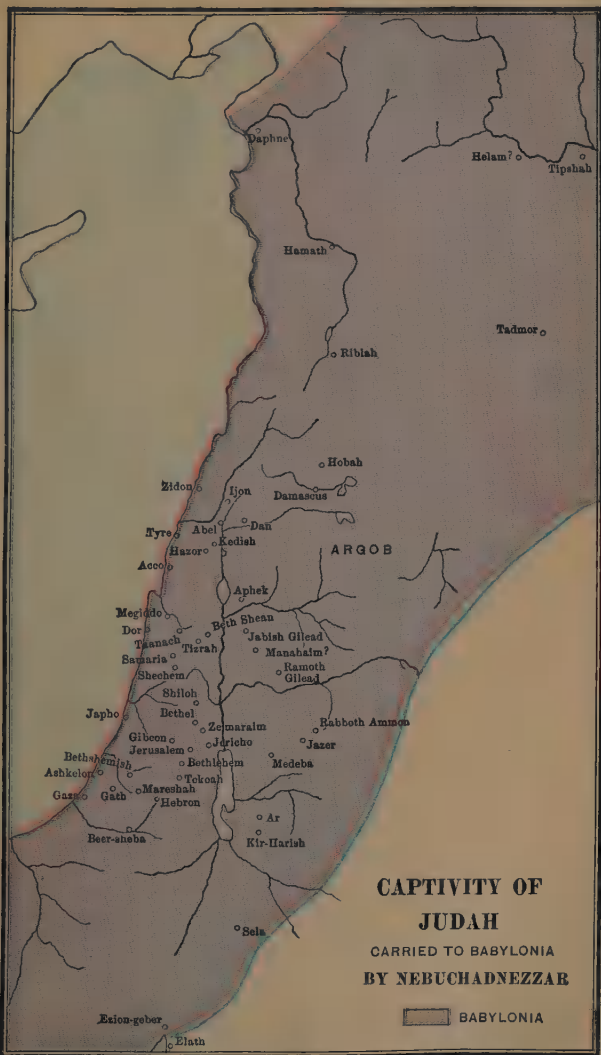 Daphne
Helam?
Tipshah
Hamath
Tadmor
Riblah
Hobah
Zidon
Ijon
Damascus
Abel
Dan
Tyre
Kedish
Hazor
ARGOB
Acco
Aphek
Megiddo
Beth Shean
Dor
Jabish Gilead
Taanach
Tizrah
Manahaim?
Samaria
Ramoth
Gilead
Shechem
Shiloh
Japho
Bethel
Zemaraim
Rabboth Ammon
Gibeon
Jericho
Jazer
Jerusalem
Bethshemish
Bethlehem
Medeba
Ashkelon
Tekoah
Gaza
Gath
Mareshah
Hebron
Ar
Beer-sheba
Kir-Harish
CAPTIVITY OF
JUDAH
CARRIED TO BABYLONIA
BY NEBUCHADNEZZAR
Sela
BABYLONIA
Ezion-geber
Elath